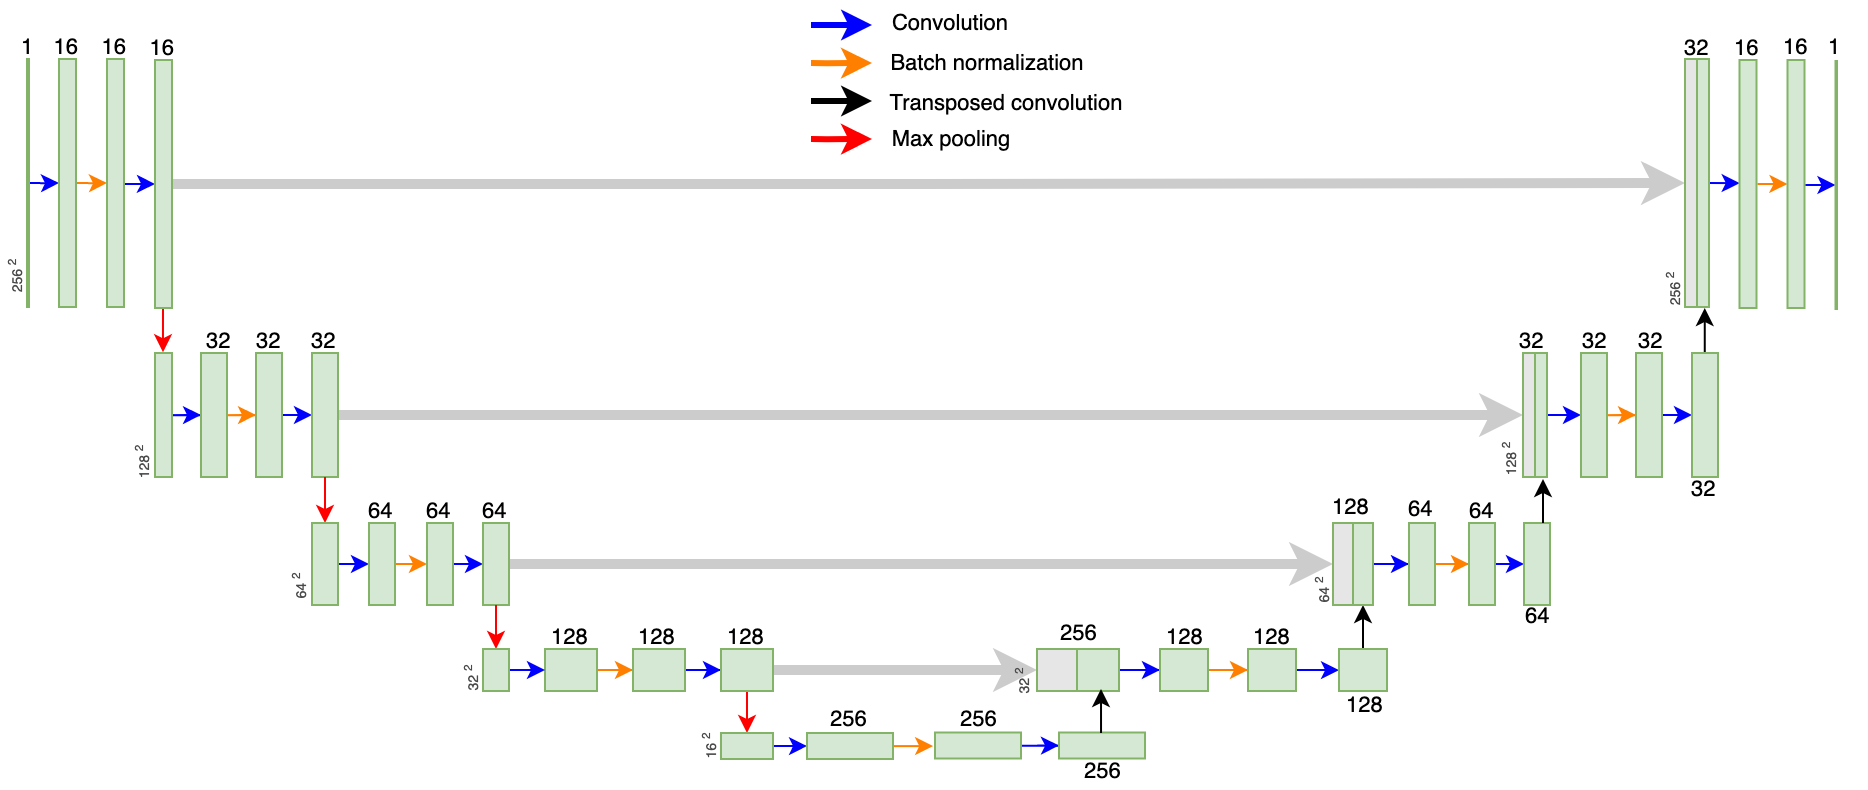 Convolution
Batch normalization
Transposed convolution
Max pooling
1 16 16 16
32 16 16 1
256 2
256 2
32 32 32
32 32 32
128 2
128 2
32
64 64 64
128 64 64
64 2
64 2
64
128 128 128
256 128 128
32 2
32 2
128
256 256
16 2
256